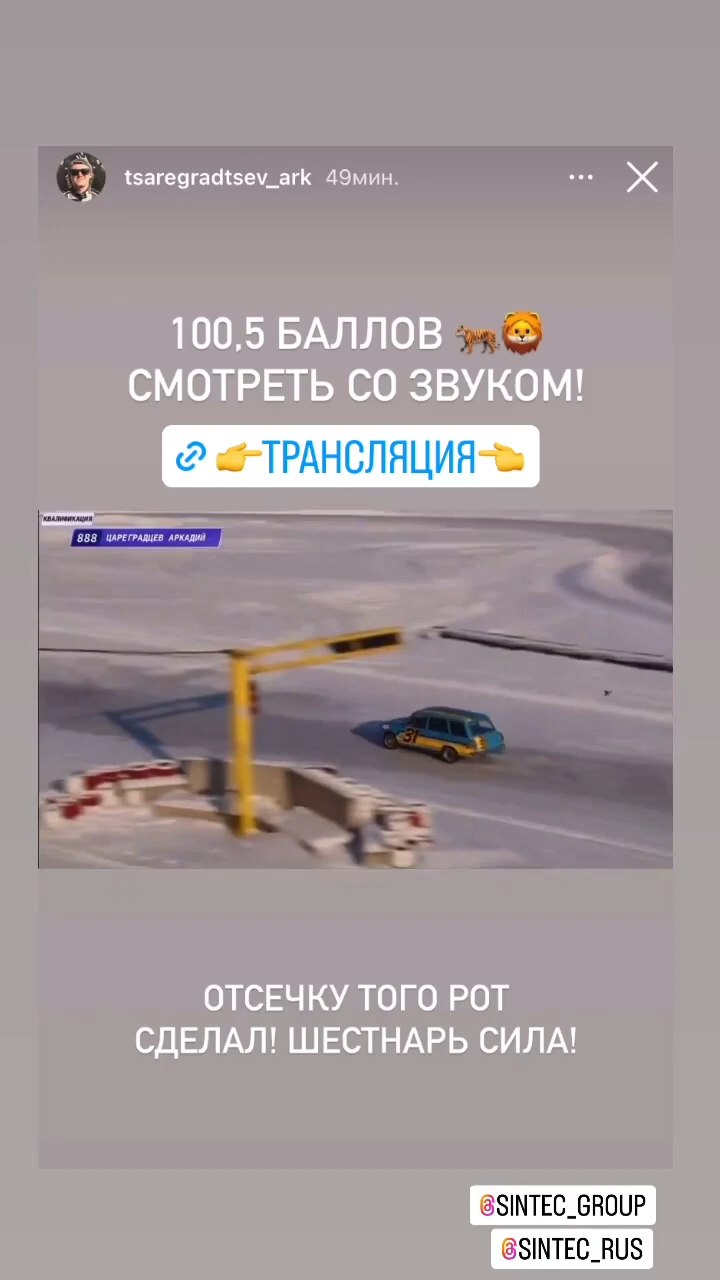 tsaregradtsev_ark 49мин.
100,5 БАЛЛОВ 🐅🦁
СМОТРЕТЬ СО ЗВУКОМ!
👉ТРАНСЛЯЦИЯ👈
КВАЛИФИКАЦИЯ
888 ЦАРЕГРАДЦЕВ АРКАДИЙ
31
ОТСЕЧКУ ТОГО РОТ
СДЕЛАЛ! ШЕСТНАРЬ СИЛА!
@SINTEC_GROUP
@SINTEC_RUS